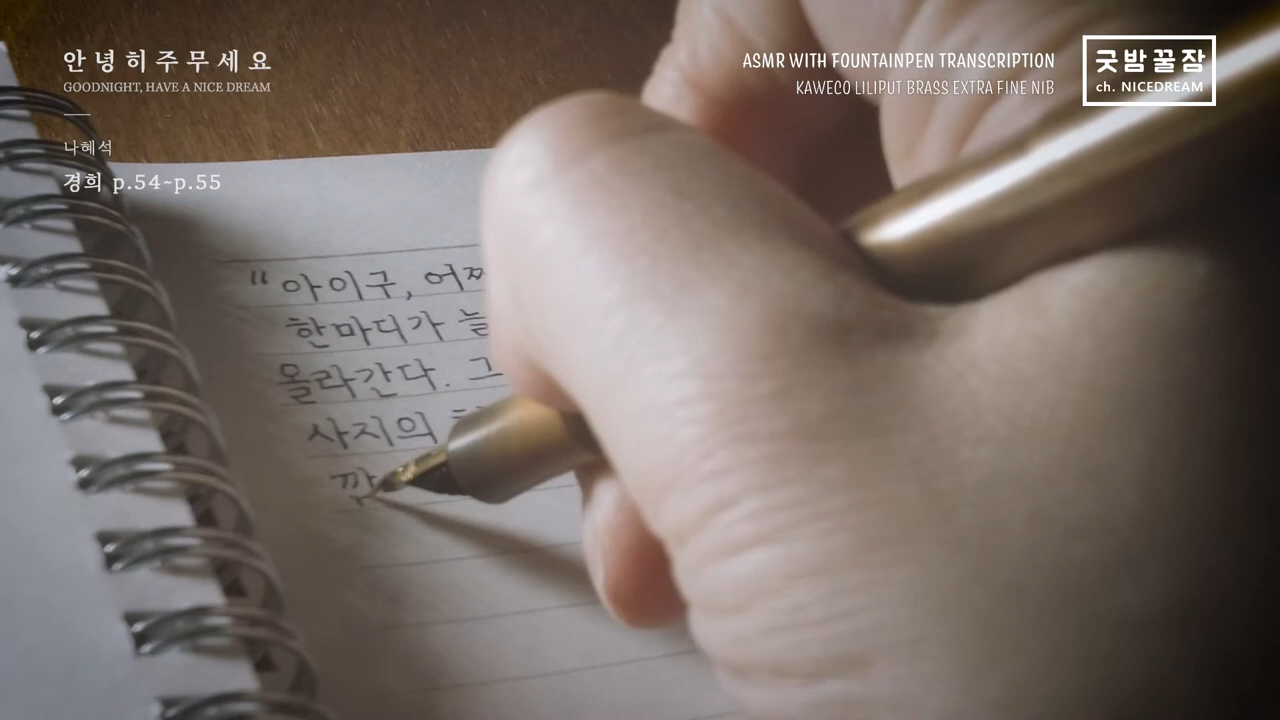 안녕히주무세요
GOODNIGHT, HAVE A NICE DREAM
나혜석
경희 p.54~p.55
ASMR WITH FOUNTAINPEN TRANSCRIPTION
KAWECO LILIPUT BRASS EXTRA FINE NIB
굿밤꿀잠
ch. NICEDREAM
“아이구, 어쩌
한마디가 늘
올라간다. 그
사지의
깎